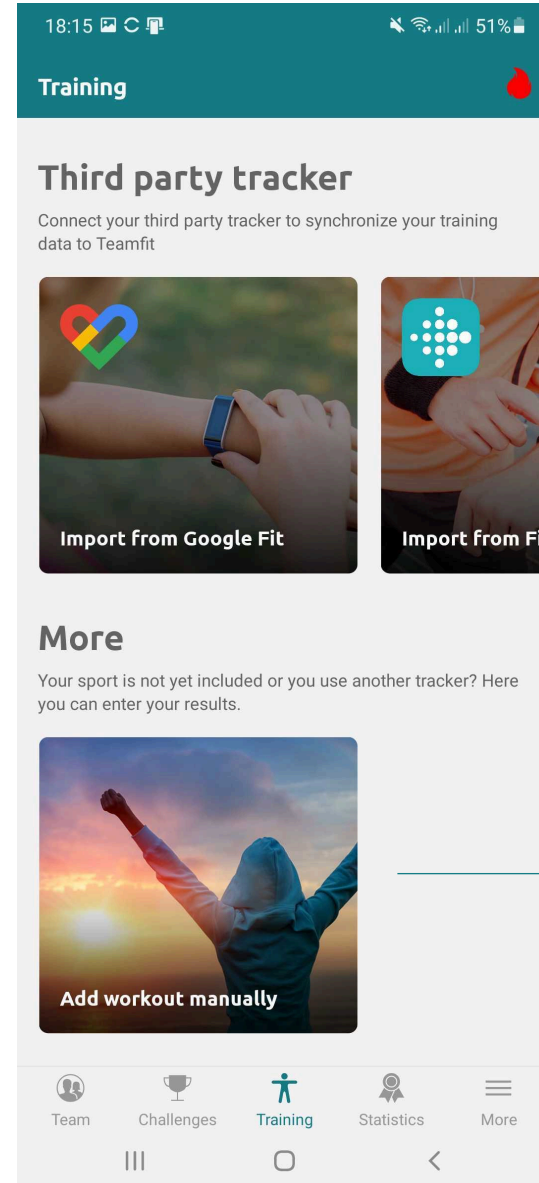 18:15
51%
Training
Third party tracker
Connect your third party tracker to synchronize your training
data to Teamfit
Import from Google Fit
Import from Fi
More
Your sport is not yet included or you use another tracker? Here
you can enter your results.
Add workout manually
Team
Challenges
Training
Statistics
More